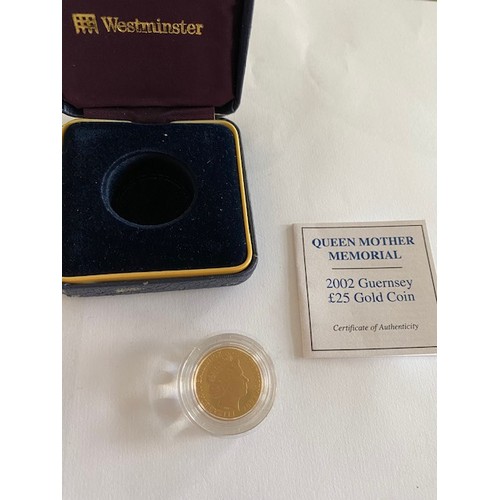 Westminster
QUEEN MOTHER
MEMORIAL
2002 Guernsey
£25 Gold Coin
Certificate of Authenticity